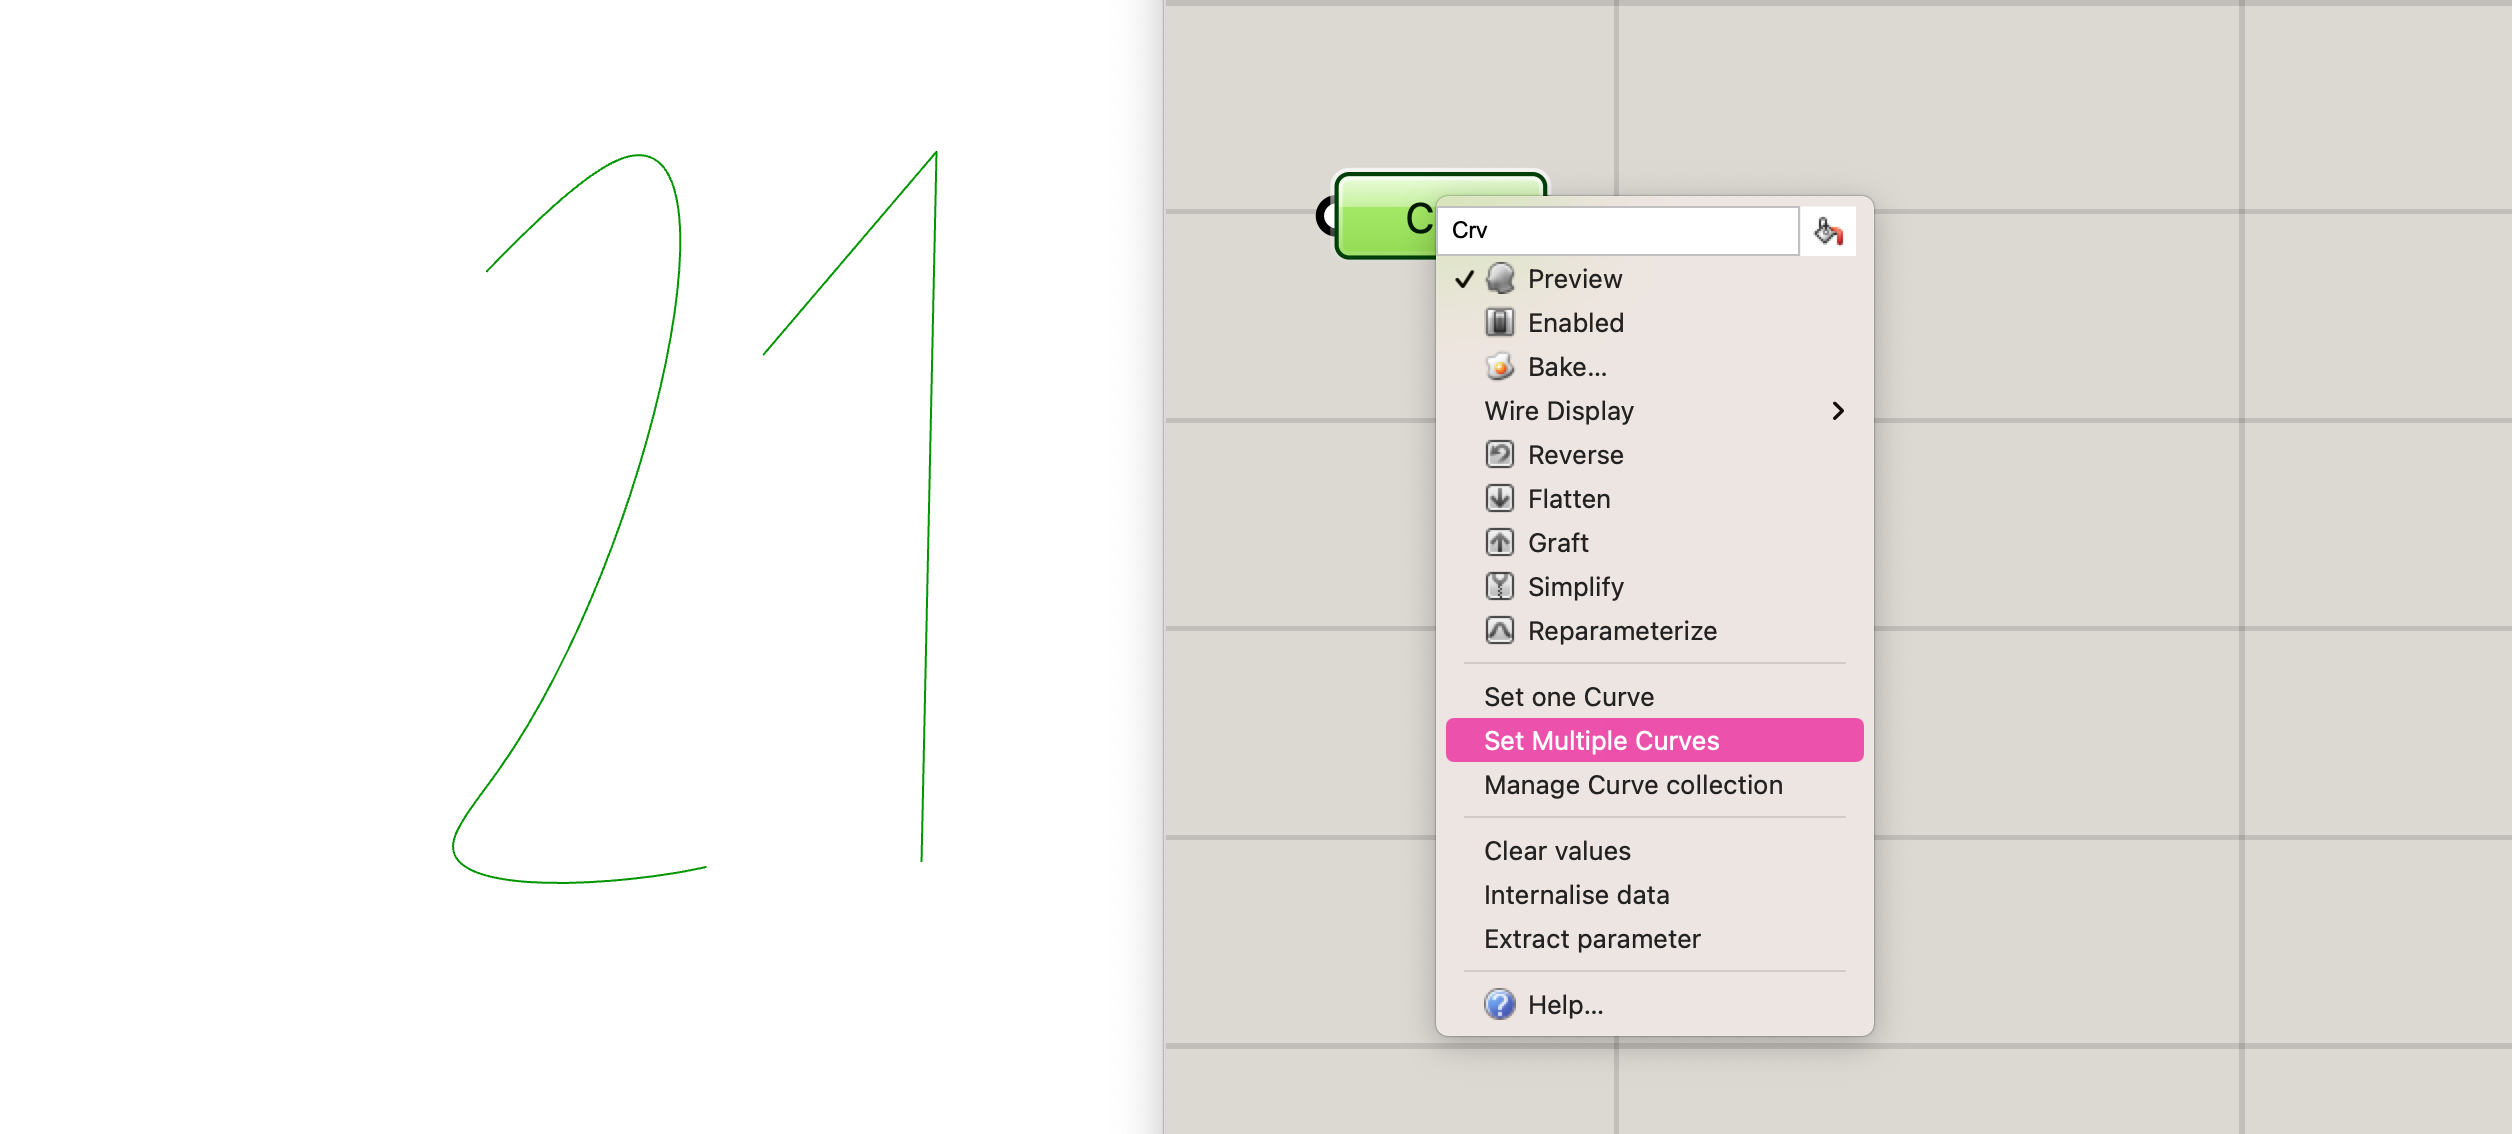 21
C
Crv
Preview
Enabled
Bake...
Wire Display
Reverse
Flatten
Graft
Simplify
Reparameterize
Set one Curve
Set Multiple Curves
Manage Curve collection
Clear values
Internalise data
Extract parameter
Help...